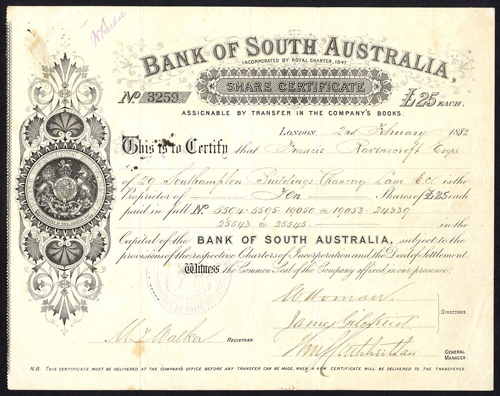 BANK OF SOUTH AUSTRALIA,
INCORPORATED BY ROYAL CHARTER, 1847.
SHARE CERTIFICATE
No. 3259
£25 EACH.
ASSIGNABLE BY TRANSFER IN THE COMPANY'S BOOKS.
LONDON, 2nd February 1882
This is to Certify that Francis Ravenscroft Esqre
of 20 Southampton Buildings Chancery Lane E.C. is the
Proprietor of Ten Shares of £25 each
paid in full No. 5504-5505-19050 @ 19053-24339
25543 @ 25545 in the
Capital of the BANK OF SOUTH AUSTRALIA, subject to the
provisions of the respective Charters of Incorporation and the Deed of Settlement.
Witness the Common Seal of the Company affixed in our presence.
DIRECTORS.
James Gilchrist
Walker REGISTRAR.
GENERAL MANAGER.
N.B. THIS CERTIFICATE MUST BE DELIVERED AT THE COMPANY'S OFFICE BEFORE ANY TRANSFER CAN BE MADE, WHEN A NEW CERTIFICATE WILL BE DELIVERED TO THE TRANSFEREE.